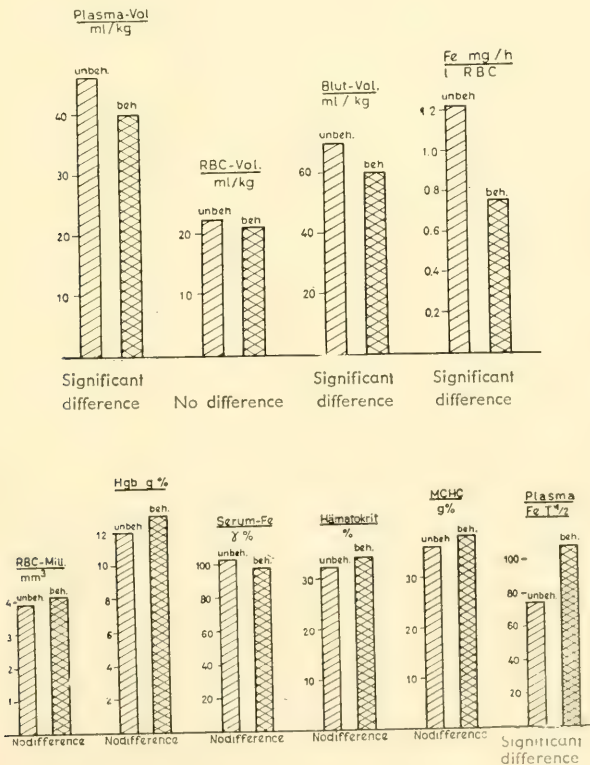 Plasma-Vol
ml/kg
unbeh.
beh.
40
30
20
10
RBC-Vol.
ml/kg
unbeh
beh
20
10
Blut-Vol.
ml / kg
unbeh.
beh
60
40
20
Fe mg/h
l RBC
unbeh
beh.
1.2
1.0
0.8
0.6
0.4
0.2
Significant
difference
No difference
Significant
difference
Significant
difference
RBC-Mill.
mm³
unbeh.
beh.
4
3
2
1
Nodifference
Hgb g%
unbeh
beh.
12
10
8
6
4
2
Nodifference
Serum-Fe
γ %
unbeh.
beh.
100
80
60
40
20
Nodifference
Hämatokrit
%
unbeh.
beh.
30
20
10
Nodifference
MCHC
g%
unbeh
beh.
30
20
10
Nodifference
Plasma
Fe T½
unbeh.
beh.
100
80
60
40
20
Significant
difference